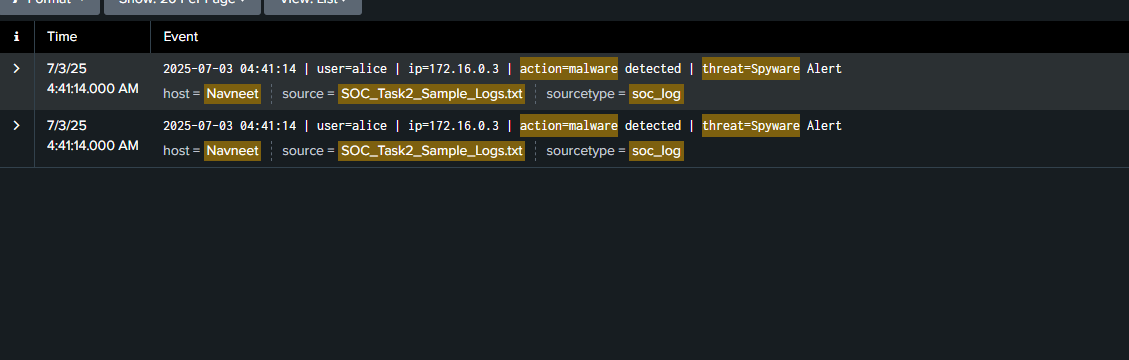 Format Show: 20 Per Page View: List
i Time Event
> 7/3/25 2025-07-03 04:41:14 | user=alice | ip=172.16.0.3 | action=malware detected | threat=Spyware Alert
4:41:14.000 AM host = Navneet source = SOC_Task2_Sample_Logs.txt sourcetype = soc_log
> 7/3/25 2025-07-03 04:41:14 | user=alice | ip=172.16.0.3 | action=malware detected | threat=Spyware Alert
4:41:14.000 AM host = Navneet source = SOC_Task2_Sample_Logs.txt sourcetype = soc_log